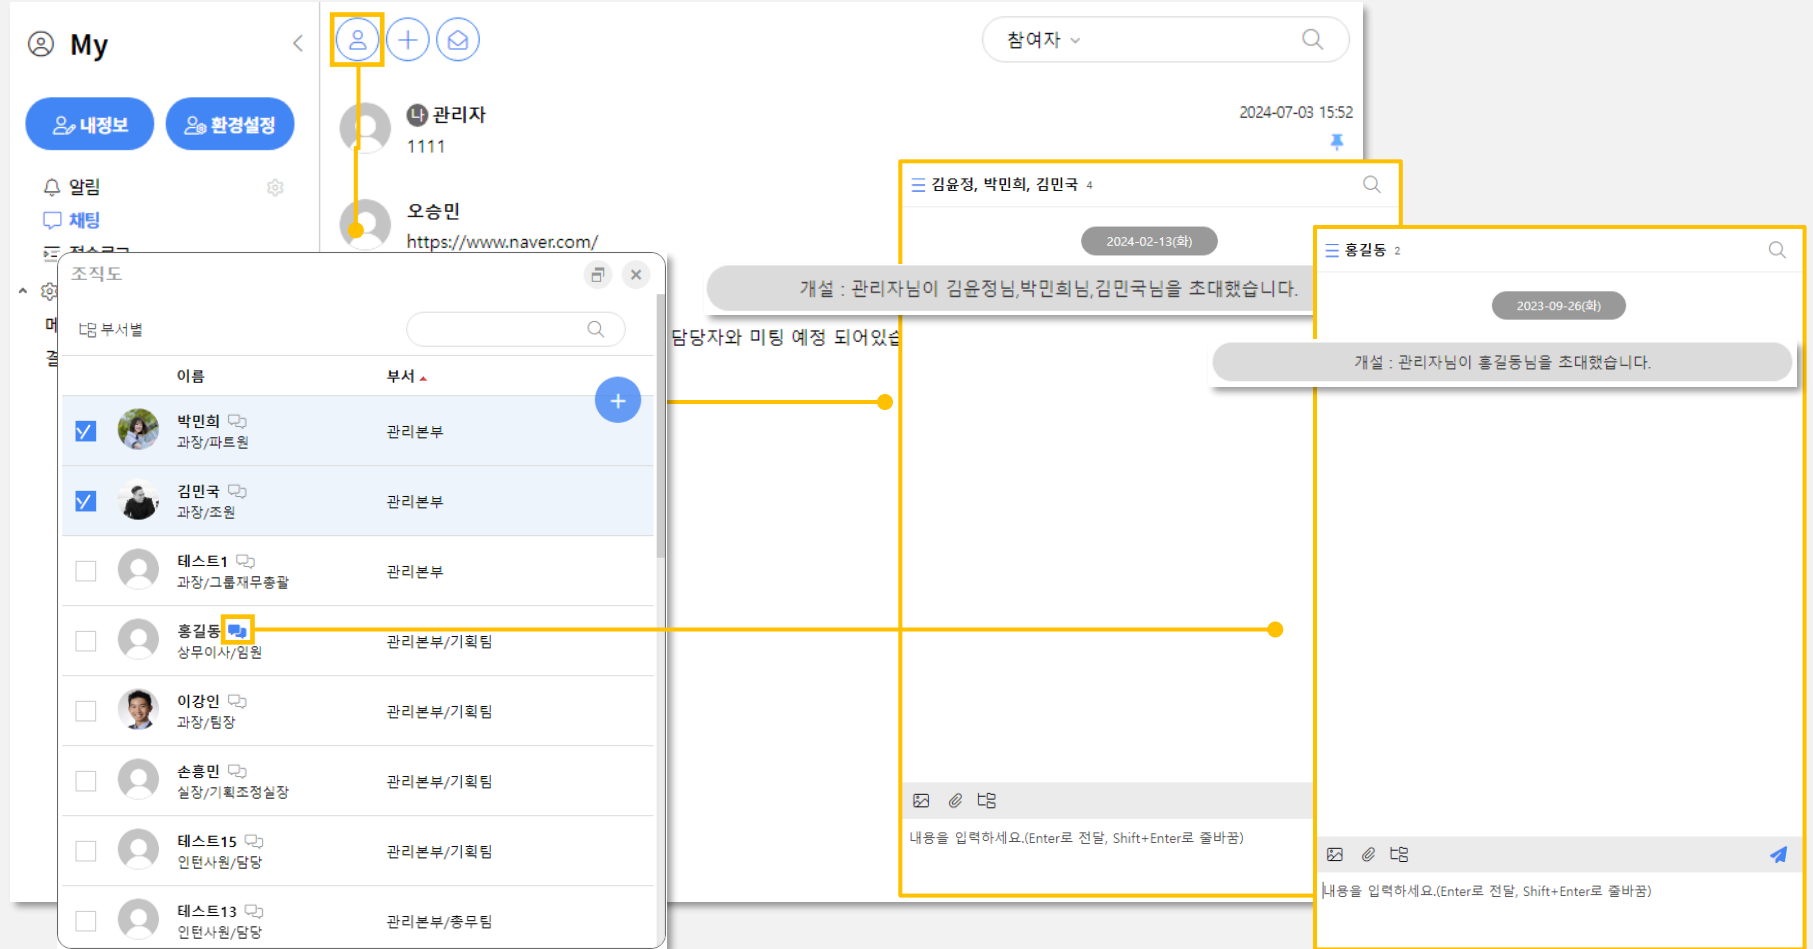 My
내정보
환경설정
알림
채팅
참여자
나 관리자
1111
2024-07-03 15:52
오승민
https://www.naver.com/
담당자와 미팅 예정 되어있습
조직도
부서별
이름
부서
박민희
과장/파트원
관리본부
김민국
과장/조원
관리본부
테스트1
과장/그룹재무총괄
관리본부
홍길동
상무이사/임원
관리본부/기획팀
이강인
과장/팀장
관리본부/기획팀
손흥민
실장/기획조정실장
관리본부/기획팀
테스트15
인턴사원/담당
관리본부/기획팀
테스트13
인턴사원/담당
관리본부/총무팀
김윤정, 박민희, 김민국 4
2024-02-13(화)
개설 : 관리자님이 김윤정님,박민희님,김민국님을 초대했습니다.
내용을 입력하세요.(Enter로 전달, Shift+Enter로 줄바꿈)
홍길동 2
2023-09-26(화)
개설 : 관리자님이 홍길동님을 초대했습니다.
내용을 입력하세요.(Enter로 전달, Shift+Enter로 줄바꿈)